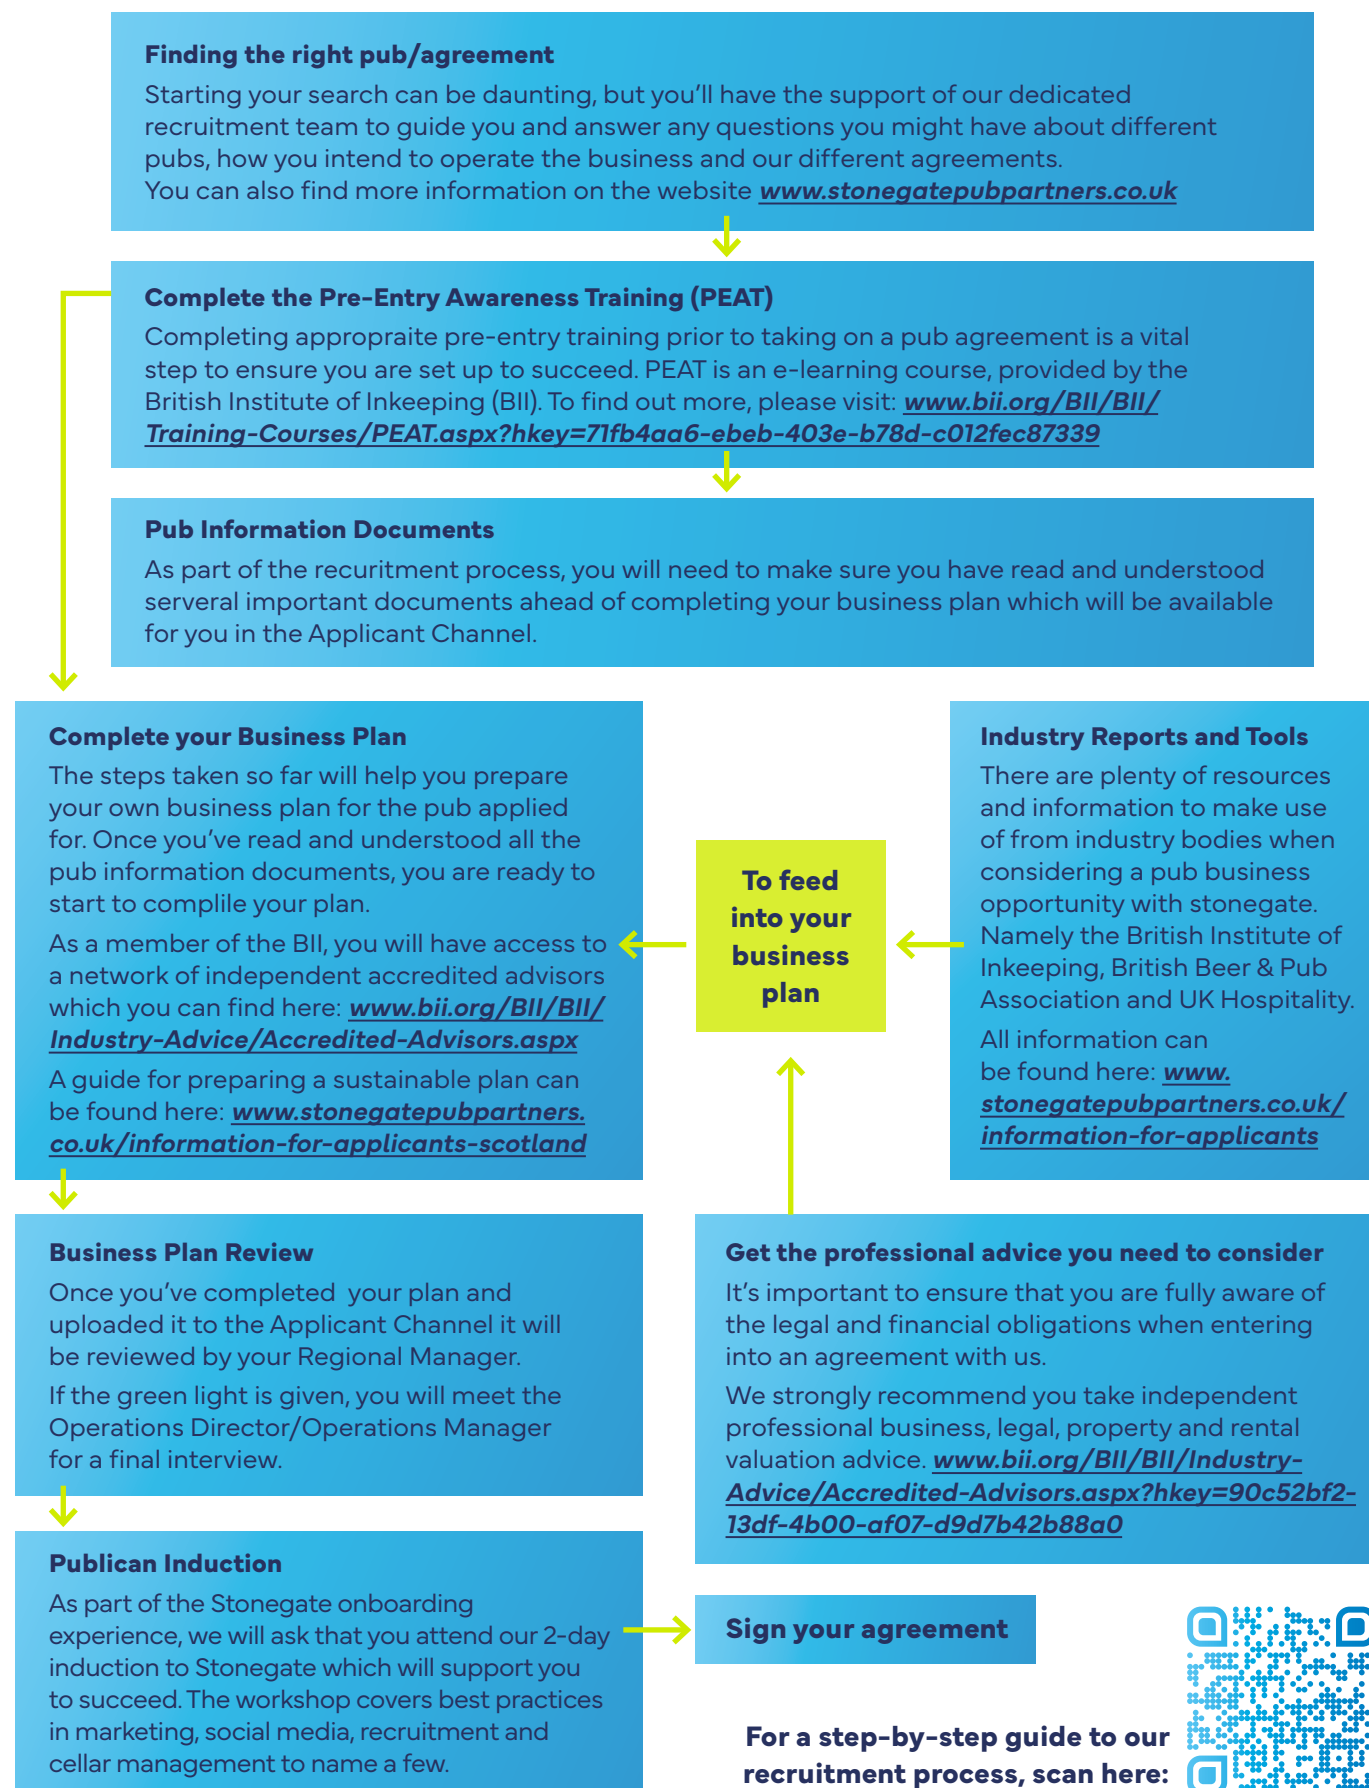 Finding the right pub/agreement
Starting your search can be daunting, but you'll have the support of our dedicated
recruitment team to guide you and answer any questions you might have about different
pubs, how you intend to operate the business and our different agreements.
You can also find more information on the website www.stonegatepubpartners.co.uk
Complete the Pre-Entry Awareness Training (PEAT)
Completing appropraite pre-entry training prior to taking on a pub agreement is a vital
step to ensure you are set up to succeed. PEAT is an e-learning course, provided by the
British Institute of Inkeeping (BII). To find out more, please visit: www.bii.org/BII/BII/
Training-Courses/PEAT.aspx?hkey=71fb4aa6-ebeb-403e-b78d-c012fec87339
Pub Information Documents
As part of the recuritment process, you will need to make sure you have read and understood
serveral important documents ahead of completing your business plan which will be available
for you in the Applicant Channel.
Complete your Business Plan
The steps taken so far will help you prepare
your own business plan for the pub applied
for. Once you've read and understood all the
pub information documents, you are ready to
start to complile your plan.
As a member of the BII, you will have access to
a network of independent accredited advisors
which you can find here: www.bii.org/BII/BII/
Industry-Advice/Accredited-Advisors.aspx
A guide for preparing a sustainable plan can
be found here: www.stonegatepubpartners.
co.uk/information-for-applicants-scotland
To feed
into your
business
plan
Industry Reports and Tools
There are plenty of resources
and information to make use
of from industry bodies when
considering a pub business
opportunity with stonegate.
Namely the British Institute of
Inkeeping, British Beer & Pub
Association and UK Hospitality.
All information can
be found here: www.
stonegatepubpartners.co.uk/
information-for-applicants
Business Plan Review
Once you've completed  your plan and
uploaded it to the Applicant Channel it will
be reviewed by your Regional Manager.
If the green light is given, you will meet the
Operations Director/Operations Manager
for a final interview.
Get the professional advice you need to consider
It's important to ensure that you are fully aware of
the legal and financial obligations when entering
into an agreement with us.
We strongly recommend you take independent
professional business, legal, property and rental
valuation advice. www.bii.org/BII/BII/Industry-
Advice/Accredited-Advisors.aspx?hkey=90c52bf2-
13df-4b00-af07-d9d7b42b88a0
Publican Induction
As part of the Stonegate onboarding
experience, we will ask that you attend our 2-day
induction to Stonegate which will support you
to succeed. The workshop covers best practices
in marketing, social media, recruitment and
cellar management to name a few.
Sign your agreement
For a step-by-step guide to our
recruitment process, scan here: